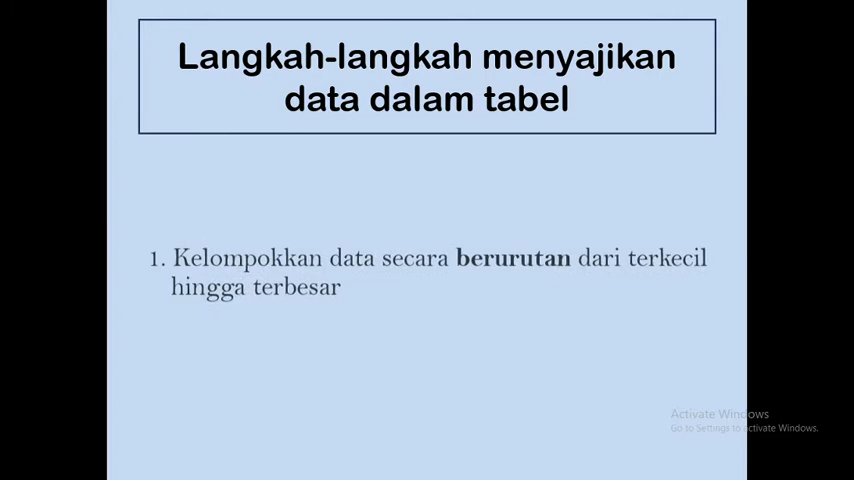 Langkah-langkah menyajikan
data dalam tabel
1. Kelompokkan data secara berurutan dari terkecil
hingga terbesar
Activate Windows
Go to Settings to activate Windows.